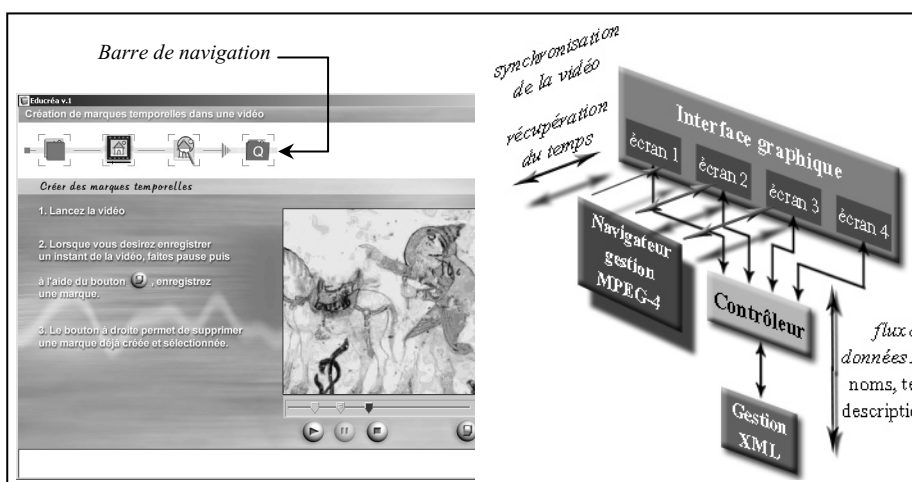 Barre de navigation
Educréa v.1
Création de marques temporelles dans une vidéo
Q
Créer des marques temporelles
1. Lancez la vidéo
2. Lorsque vous desirez enregistrer
un instant de la vidéo, faites pause puis
à l'aide du bouton , enregistrez
une marque.
3. Le bouton à droite permet de supprimer
une marque déjà créée et sélectionnée.
synchronisation
de la vidéo
récupération
du temps
Interface graphique
écran 1
écran 2
écran 3
écran 4
Navigateur
gestion
MPEG-4
Contrôleur
flux
données
noms,
Gestion
XML